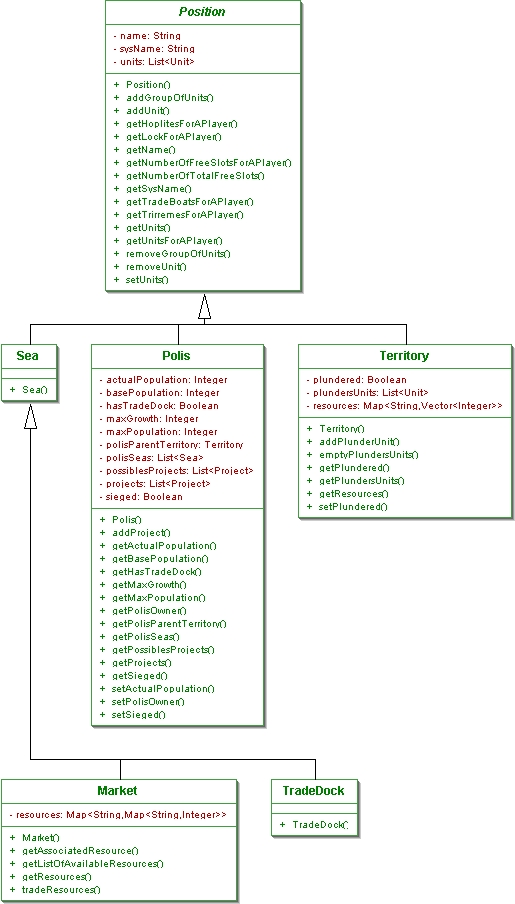 Position
- name: String
- sysName: String
- units: List<Unit>
+ Position()
+ addGroupOfUnits()
+ addUnit()
+ getHoplitesForAPlayer()
+ getLockForAPlayer()
+ getName()
+ getNumberOfFreeSlotsForAPlayer()
+ getNumberOfTotalFreeSlots()
+ getSysName()
+ getTradeBoatsForAPlayer()
+ getTrirremesForAPlayer()
+ getUnits()
+ getUnitsForAPlayer()
+ removeGroupOfUnits()
+ removeUnit()
+ setUnits()
Sea
+ Sea()
Polis
- actualPopulation: Integer
- basePopulation: Integer
- hasTradeDock: Boolean
- maxGrowth: Integer
- maxPopulation: Integer
- polisParentTerritory: Territory
- polisSeas: List<Sea>
- possiblesProjects: List<Project>
- projects: List<Project>
- sieged: Boolean
+ Polis()
+ addProject()
+ getActualPopulation()
+ getBasePopulation()
+ getHasTradeDock()
+ getMaxGrowth()
+ getMaxPopulation()
+ getPolisOwner()
+ getPolisParentTerritory()
+ getPolisSeas()
+ getPossiblesProjects()
+ getProjects()
+ getSieged()
+ setActualPopulation()
+ setPolisOwner()
+ setSieged()
Territory
- plundered: Boolean
- plundersUnits: List<Unit>
- resources: Map<String,Vector<Integer>>
+ Territory()
+ addPlunderUnit()
+ emptyPlundersUnits()
+ getPlundered()
+ getPlundersUnits()
+ getResources()
+ setPlundered()
Market
- resources: Map<String,Map<String,Integer>>
+ Market()
+ getAssociatedResource()
+ getListOfAvailableResources()
+ getResources()
+ tradeResources()
TradeDock
+ TradeDock()